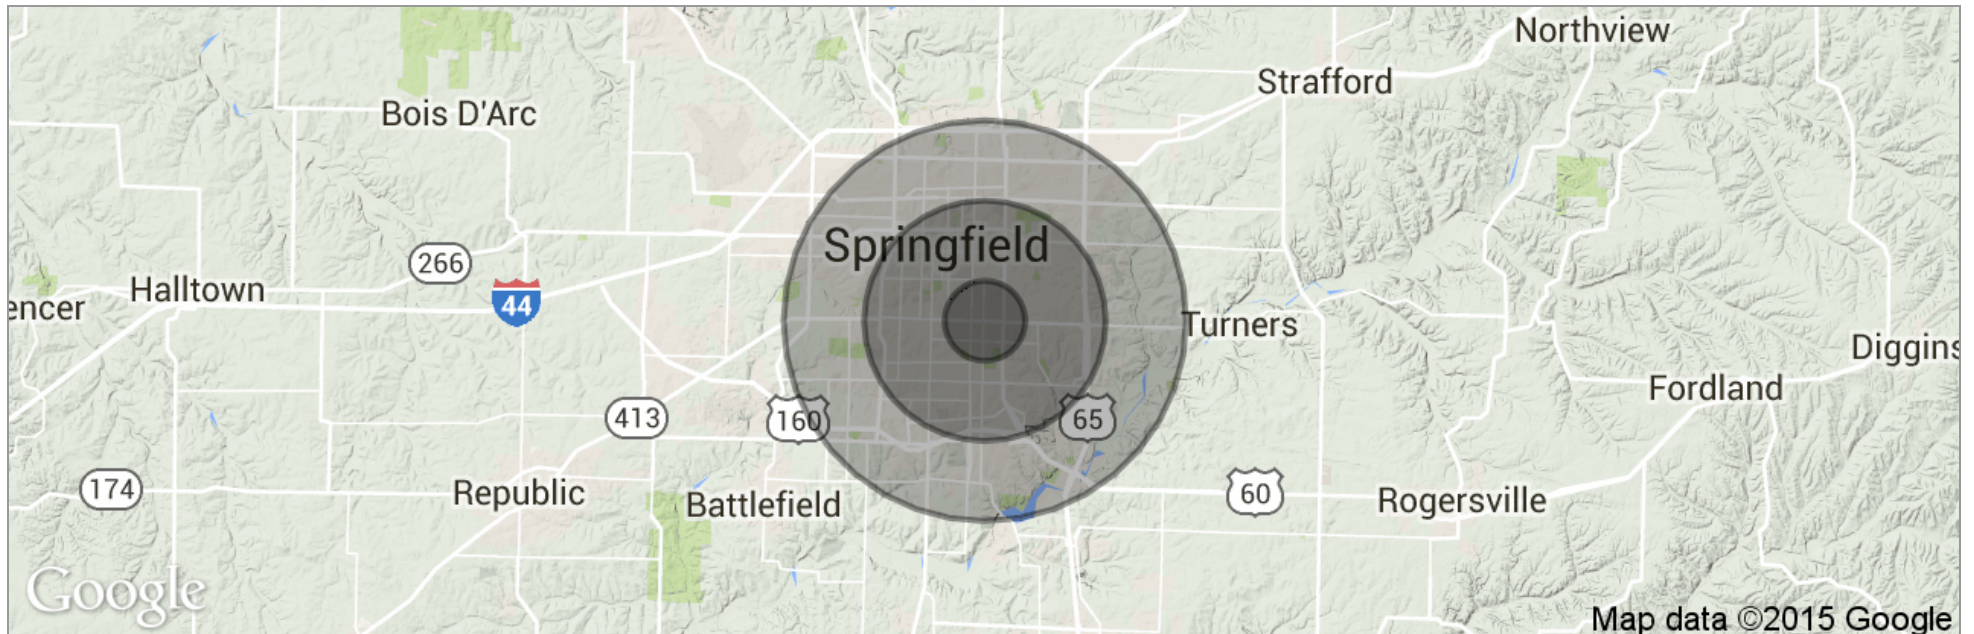 Northview
Strafford
Bois D'Arc
Springfield
266
Halltown
44
encer
Turners
Diggins
Fordland
413
160
65
174
Republic
Battlefield
60
Rogersville
Google
Map data ©2015 Google